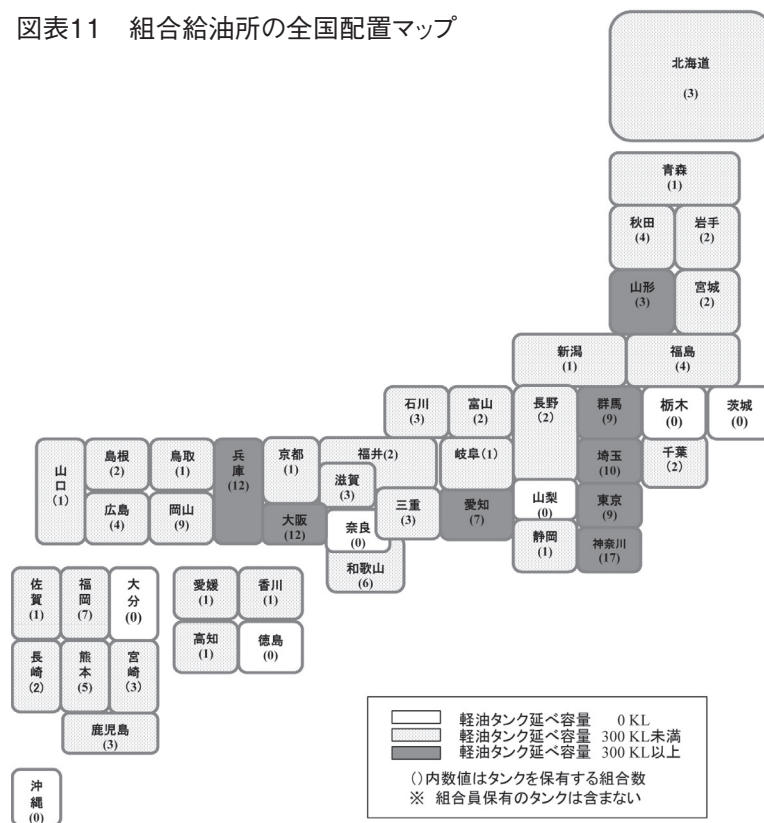 図表11 組合給油所の全国配置マップ
北海道
(3)
青森
(1)
秋田
(4)
岩手
(2)
山形
(3)
宮城
(2)
新潟
(1)
福島
(4)
石川
(3)
富山
(2)
長野
(2)
群馬
(9)
栃木
(0)
茨城
(0)
山口
(1)
島根
(2)
鳥取
(1)
兵庫
(12)
京都
(1)
福井(2)
岐阜(1)
埼玉
(10)
千葉
(2)
滋賀
(3)
広島
(4)
岡山
(9)
大阪
(12)
奈良
(0)
三重
(3)
愛知
(7)
山梨
(0)
東京
(9)
静岡
(1)
神奈川
(17)
和歌山
(6)
佐賀
(1)
福岡
(7)
大分
(0)
愛媛
(1)
香川
(1)
高知
(1)
徳島
(0)
長崎
(2)
熊本
(5)
宮崎
(3)
鹿児島
(3)
沖縄
(0)
軽油タンク延べ容量 0 KL
軽油タンク延べ容量 300 KL未満
軽油タンク延べ容量 300 KL以上
()内数値はタンクを保有する組合数
※ 組合員保有のタンクは含まない